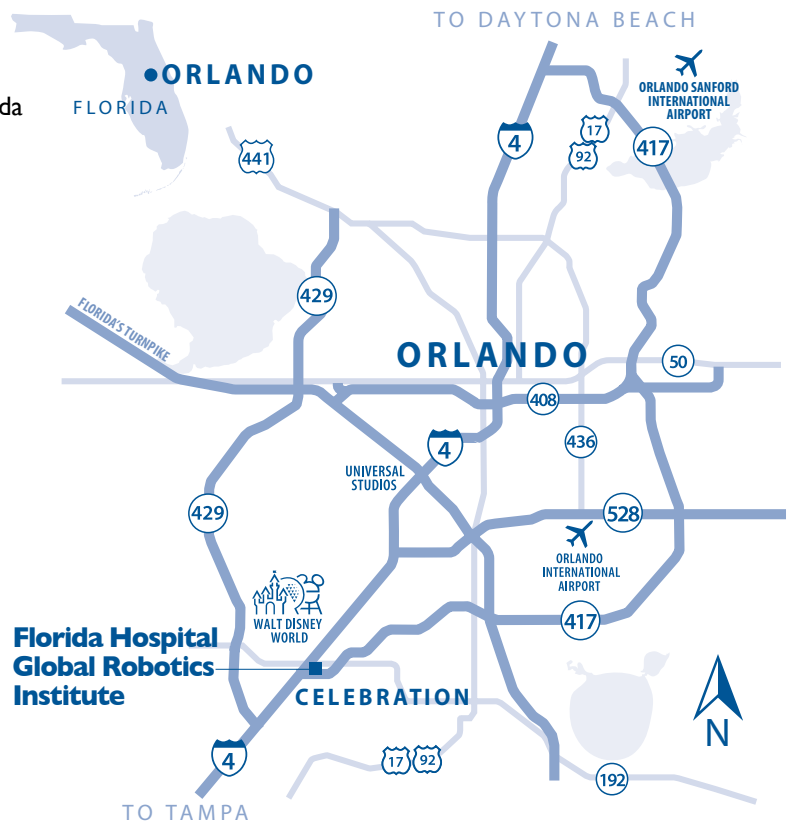 TO DAYTONA BEACH
ORLANDO
FLORIDA
da
ORLANDO SANFORD
INTERNATIONAL
AIRPORT
441
4
17
92
417
429
FLORIDA'S TURNPIKE
ORLANDO
50
408
4
436
UNIVERSAL
STUDIOS
429
528
ORLANDO
INTERNATIONAL
AIRPORT
WALT DISNEY
WORLD
417
Florida Hospital
Global Robotics
Institute
CELEBRATION
N
4
17
92
192
TO TAMPA